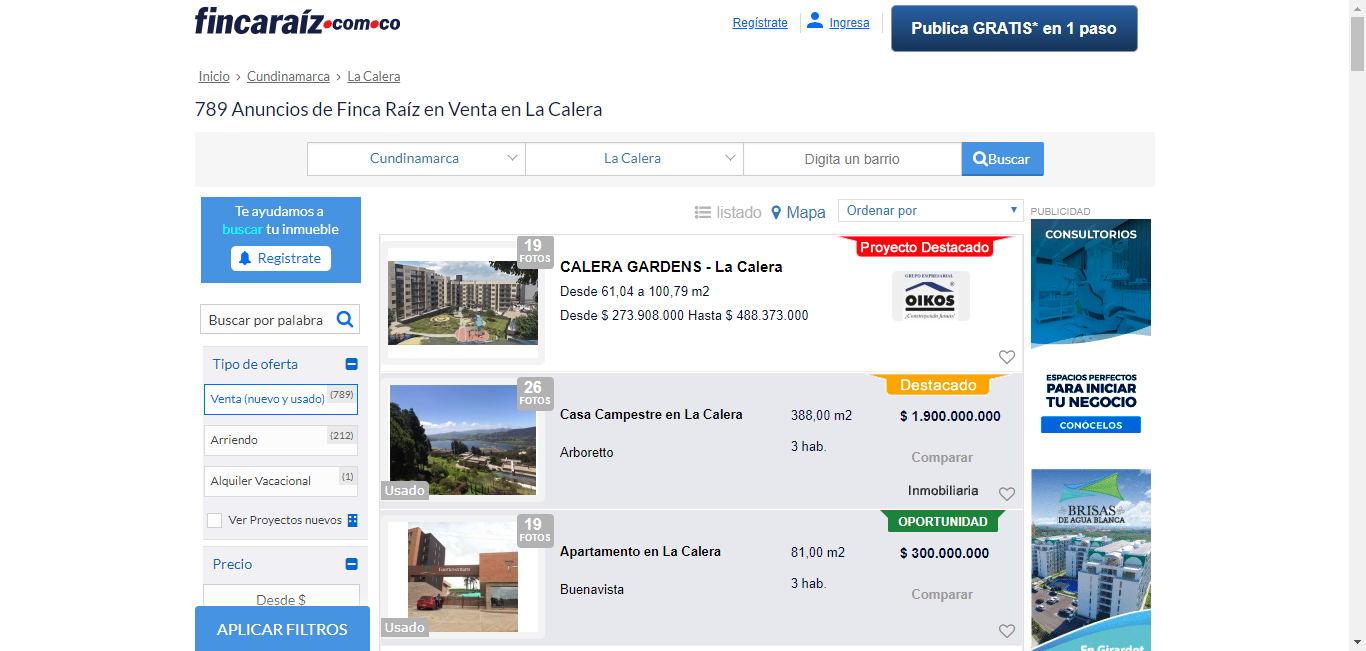 fincaraíz.com.co
Regístrate
Ingresa
Publica GRATIS* en 1 paso
Inicio › Cundinamarca › La Calera
789 Anuncios de Finca Raíz en Venta en La Calera
Cundinamarca
La Calera
Digita un barrio
Buscar
Te ayudamos a
buscar tu inmueble
Registrate
Buscar por palabra
Tipo de oferta
Venta (nuevo y usado) (789)
Arriendo (212)
Alquiler Vacacional (1)
Ver Proyectos nuevos
Precio
Desde $
APLICAR FILTROS
listado
Mapa
Ordenar por
19
FOTOS
CALERA GARDENS - La Calera
Desde 61,04 a 100,79 m2
Desde $ 273.908.000 Hasta $ 488.373.000
Proyecto Destacado
GRUPO EMPRESARIAL
OIKOS
¡Construyendo futuro!
26
FOTOS
Usado
Casa Campestre en La Calera
Arboretto
388,00 m2
3 hab.
Destacado
$ 1.900.000.000
Comparar
Inmobiliaria
19
FOTOS
Usado
Apartamento en La Calera
Buenavista
81,00 m2
3 hab.
OPORTUNIDAD
$ 300.000.000
Comparar
PUBLICIDAD
CONSULTORIOS
ESPACIOS PERFECTOS
PARA INICIAR
TU NEGOCIO
CONÓCELOS
BRISAS
DE AGUA BLANCA
En Girardot